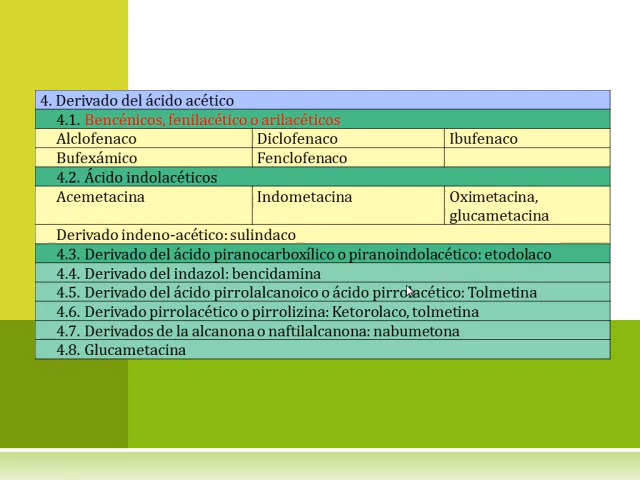 4. Derivado del ácido acético
4.1. Bencénicos, fenilacético o arilacéticos
Alclofenaco Diclofenaco Ibufenaco
Bufexámico Fenclofenaco
4.2. Ácido indolacéticos
Acemetacina Indometacina Oximetacina,
glucametacina
Derivado indeno-acético: sulindaco
4.3. Derivado del ácido piranocarboxílico o piranoindolacético: etodolaco
4.4. Derivado del indazol: bencidamina
4.5. Derivado del ácido pirrolalcanoico o ácido pirrolacético: Tolmetina
4.6. Derivado pirrolacético o pirrolizina: Ketorolaco, tolmetina
4.7. Derivados de la alcanona o naftilalcanona: nabumetona
4.8. Glucametacina